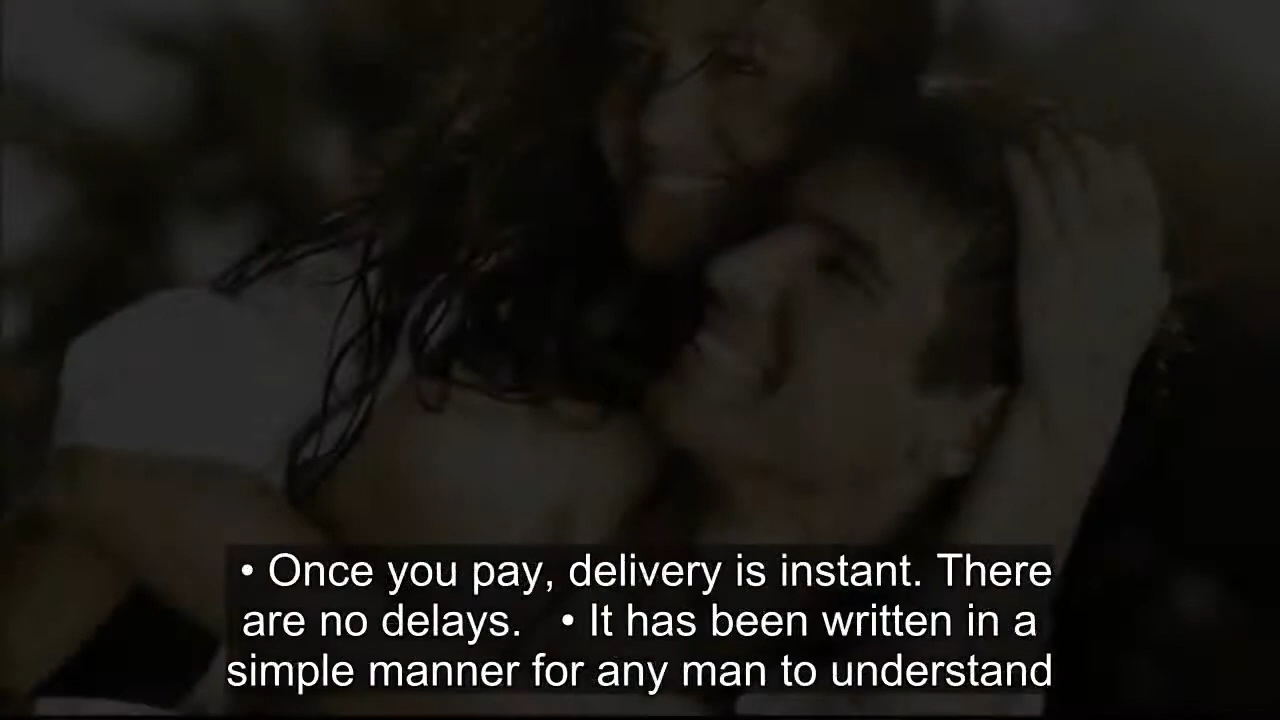 • Once you pay, delivery is instant. There
are no delays. • It has been written in a
simple manner for any man to understand